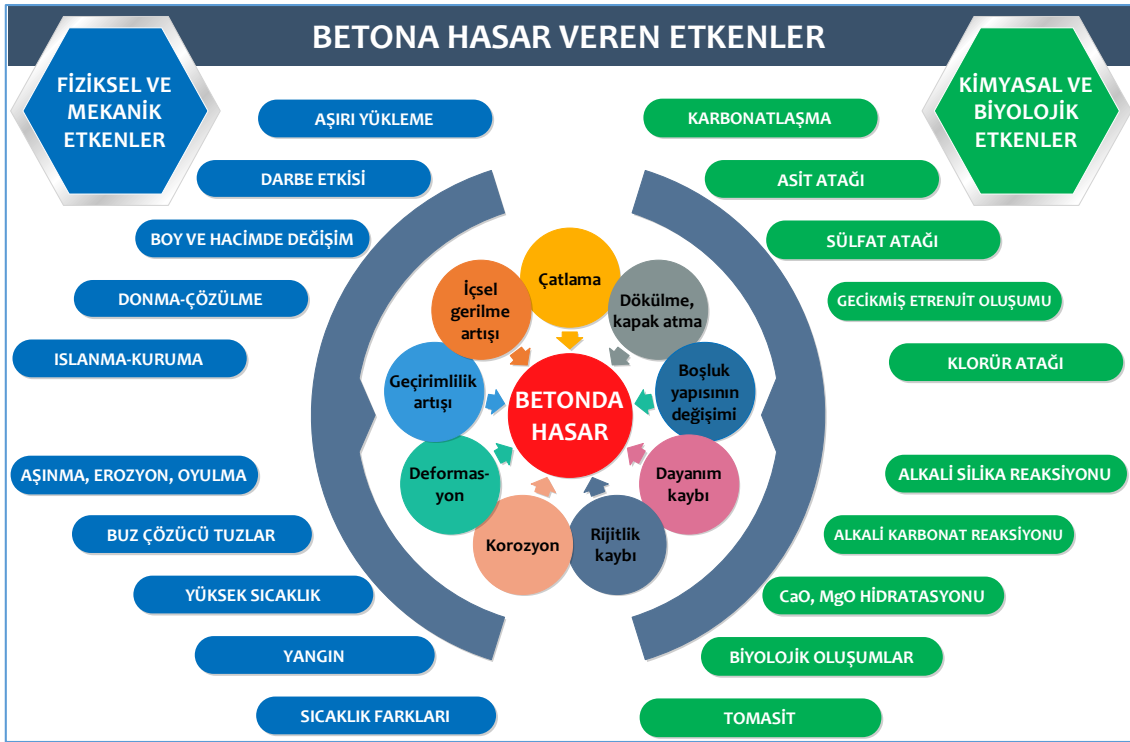 BETONA HASAR VEREN ETKENLER
FİZİKSEL VE
MEKANİK
ETKENLER
AŞIRI YÜKLEME
DARBE ETKİSİ
BOY VE HACİMDE DEĞİŞİM
DONMA-ÇÖZÜLME
ISLANMA-KURUMA
AŞINMA, EROZYON, OYULMA
BUZ ÇÖZÜCÜ TUZLAR
YÜKSEK SICAKLIK
YANGIN
SICAKLIK FARKLARI
Çatlama
Dökülme,
kapak atma
Boşluk
yapısının
değişimi
Dayanım
kaybı
Rijitlik
kaybı
Korozyon
Deformas-
yon
Geçirimlilik
artışı
İçsel
gerilme
artışı
BETONDA
HASAR
KİMYASAL VE
BİYOLOJİK
ETKENLER
KARBONATLAŞMA
ASİT ATAĞI
SÜLFAT ATAĞI
GECİKMİŞ ETRENJİT OLUŞUMU
KLORÜR ATAĞI
ALKALİ SİLİKA REAKSİYONU
ALKALİ KARBONAT REAKSİYONU
CaO, MgO HİDRATASYONU
BİYOLOJİK OLUŞUMLAR
TOMASİT